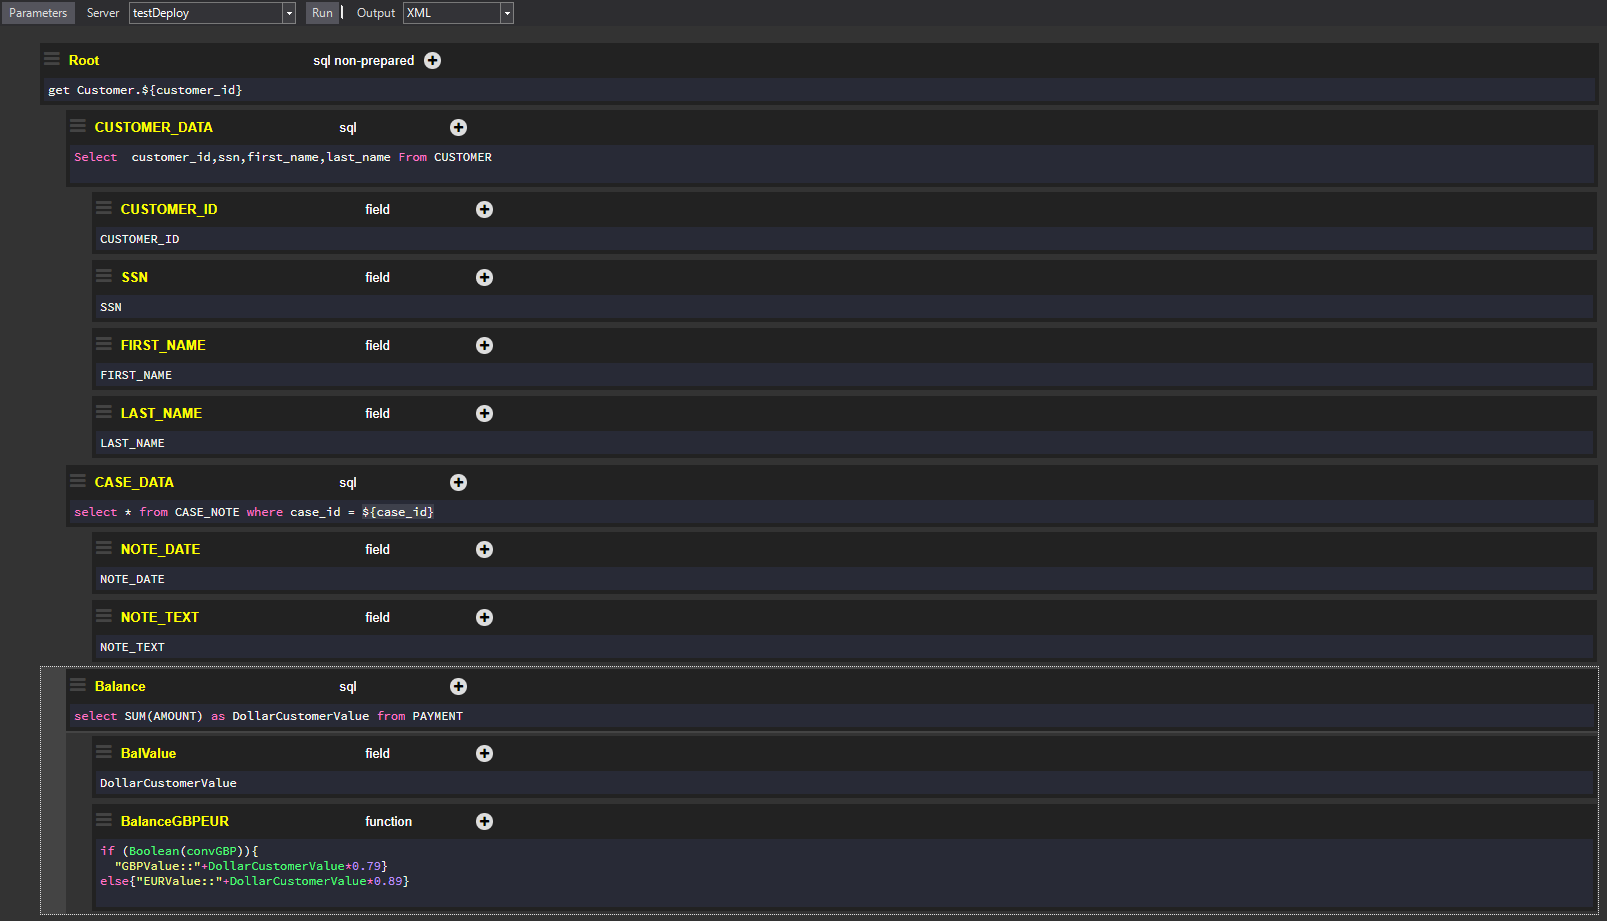 Parameters Server testDeploy Run Output XML
Root sql non-prepared
get Customer.${customer_id}
CUSTOMER_DATA sql
Select  customer_id,ssn,first_name,last_name From CUSTOMER
CUSTOMER_ID field
CUSTOMER_ID
SSN field
SSN
FIRST_NAME field
FIRST_NAME
LAST_NAME field
LAST_NAME
CASE_DATA sql
select * from CASE_NOTE where case_id = ${case_id}
NOTE_DATE field
NOTE_DATE
NOTE_TEXT field
NOTE_TEXT
Balance sql
select SUM(AMOUNT) as DollarCustomerValue from PAYMENT
BalValue field
DollarCustomerValue
BalanceGBPEUR function
if (Boolean(convGBP)){
"GBPValue::"+DollarCustomerValue*0.79}
else{"EURValue::"+DollarCustomerValue*0.89}